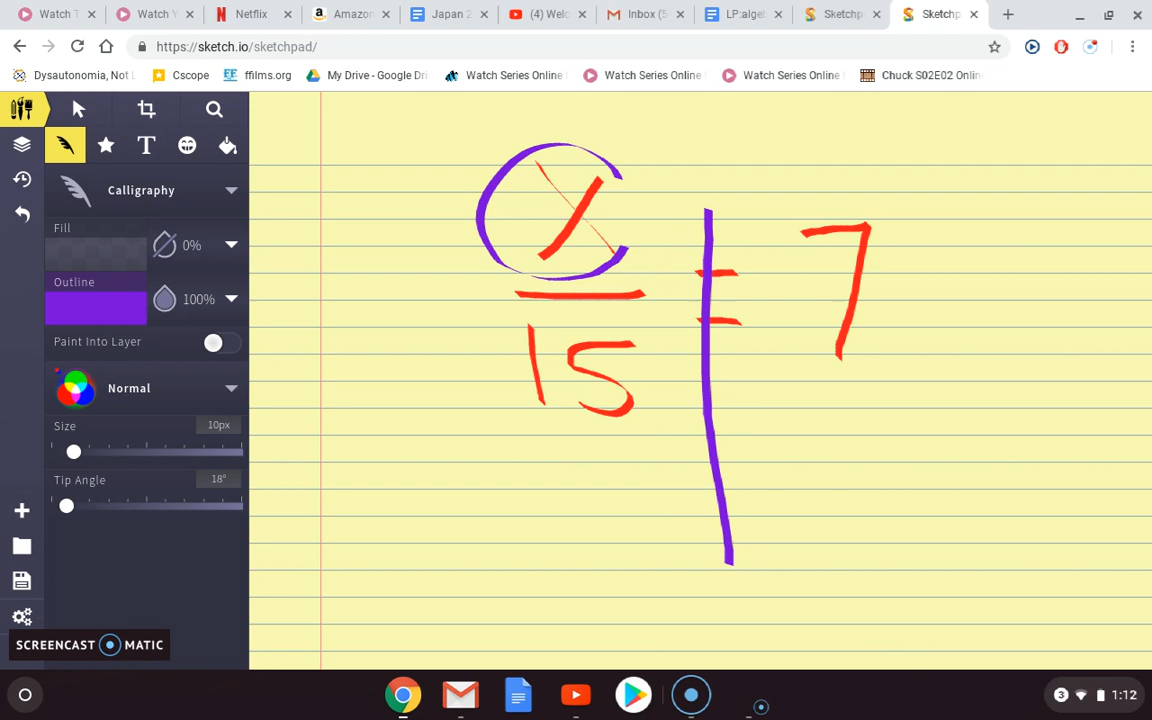 Watch T
Watch Y
Netflix
Amazon
Japan 2
(4) Welc
Inbox (5
LP:algeb
Sketchp
Sketchp
https://sketch.io/sketchpad/
Dysautonomia, Not L
Cscope
ffilms.org
My Drive - Google Dri
Watch Series Online
Watch Series Online
Watch Series Online
Chuck S02E02 Onlin
Calligraphy
Fill
0%
Outline
100%
Paint Into Layer
Normal
Size
10px
Tip Angle
18°
x
= 7
15
SCREENCAST MATIC
3
1:12